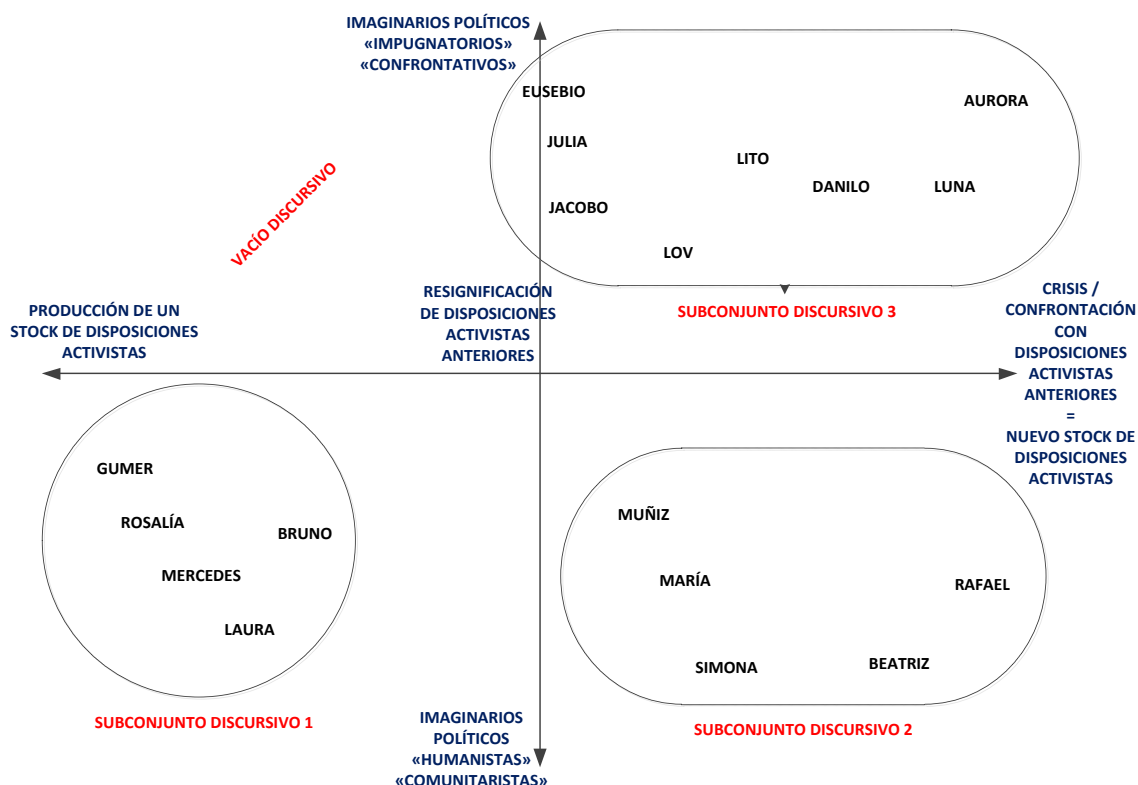 IMAGINARIOS POLÍTICOS
«IMPUGNATORIOS»
«CONFRONTATIVOS»
EUSEBIO
AURORA
JULIA
LITO
DANILO
LUNA
JACOBO
LOV
VACÍO DISCURSIVO
SUBCONJUNTO DISCURSIVO 3
PRODUCCIÓN DE UN
STOCK DE DISPOSICIONES
ACTIVISTAS
RESIGNIFICACIÓN
DE DISPOSICIONES
ACTIVISTAS
ANTERIORES
CRISIS /
CONFRONTACIÓN
CON
DISPOSICIONES
ACTIVISTAS
ANTERIORES
=
NUEVO STOCK DE
DISPOSICIONES
ACTIVISTAS
GUMER
ROSALÍA
BRUNO
MERCEDES
LAURA
SUBCONJUNTO DISCURSIVO 1
MUÑIZ
MARÍA
RAFAEL
SIMONA
BEATRIZ
SUBCONJUNTO DISCURSIVO 2
IMAGINARIOS
POLÍTICOS
«HUMANISTAS»
«COMUNITARISTAS»